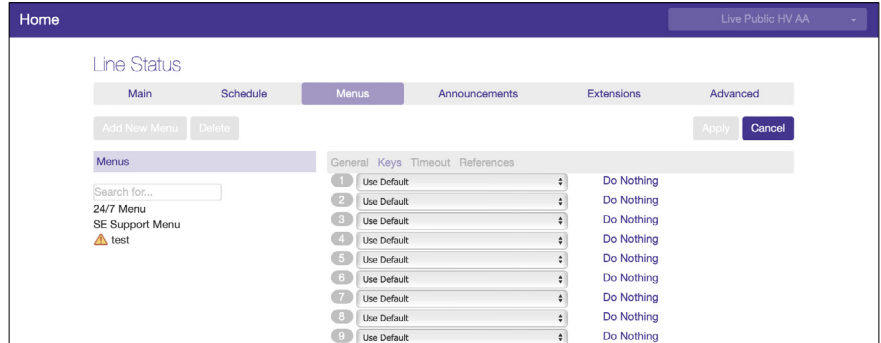 Home Live Public HV AA
Line Status
Main Schedule Menus Announcements Extensions Advanced
Add New Menu Delete Apply Cancel
Menus
Search for...
24/7 Menu
SE Support Menu
test
General Keys Timeout References
1 Use Default Do Nothing
2 Use Default Do Nothing
3 Use Default Do Nothing
4 Use Default Do Nothing
5 Use Default Do Nothing
6 Use Default Do Nothing
7 Use Default Do Nothing
8 Use Default Do Nothing
9 Use Default Do Nothing